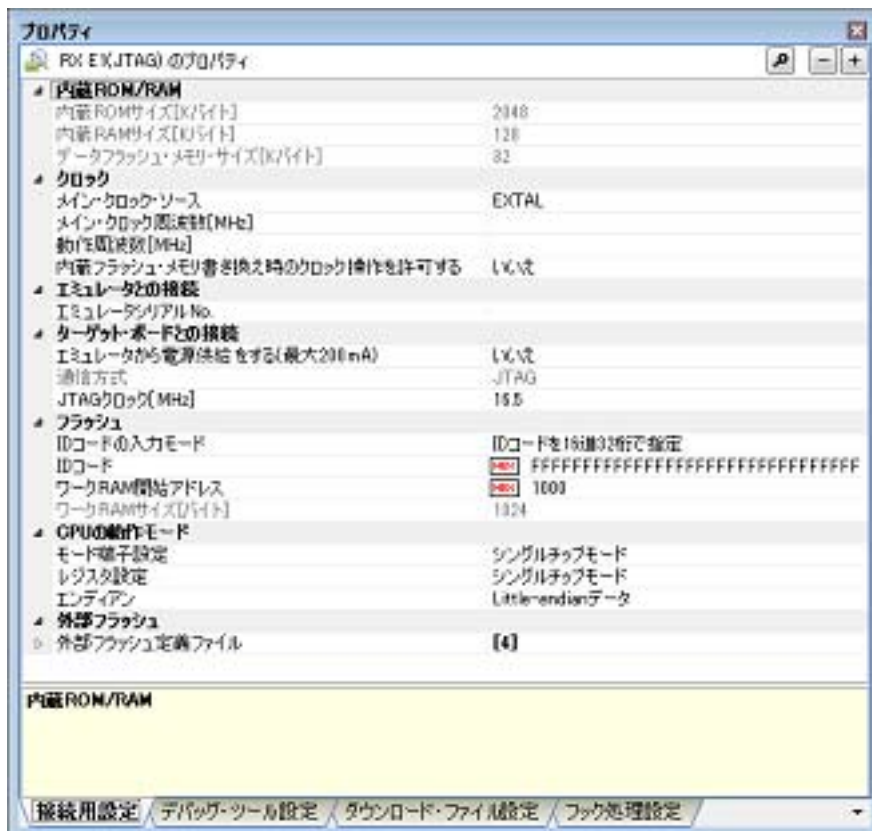 プロパティ
RX E1(JTAG) のプロパティ
内蔵ROM/RAM
内蔵ROMサイズ[Kバイト] 2048
内蔵RAMサイズ[Kバイト] 128
データフラッシュ・メモリ・サイズ[Kバイト] 32
クロック
メイン・クロック・ソース EXTAL
メイン・クロック周波数[MHz]
動作周波数[MHz]
内蔵フラッシュ・メモリ書き換え時のクロック操作を許可する いいえ
エミュレータとの接続
エミュレータシリアルNo.
ターゲット・ボードとの接続
エミュレータから電源供給をする(最大200mA) いいえ
通信方式 JTAG
JTAGクロック[MHz] 16.5
フラッシュ
IDコードの入力モード IDコードを16進数32桁で指定
IDコード HEX FFFFFFFFFFFFFFFFFFFFFFFFFFFFFFFF
ワークRAM開始アドレス HEX 1000
ワークRAMサイズ[バイト] 1024
CPUの動作モード
モード端子設定 シングルチップモード
レジスタ設定 シングルチップモード
エンディアン Little-endianデータ
外部フラッシュ
外部フラッシュ定義ファイル [4]
内蔵ROM/RAM
接続用設定 デバッグ・ツール設定 ダウンロード・ファイル設定 フック処理設定